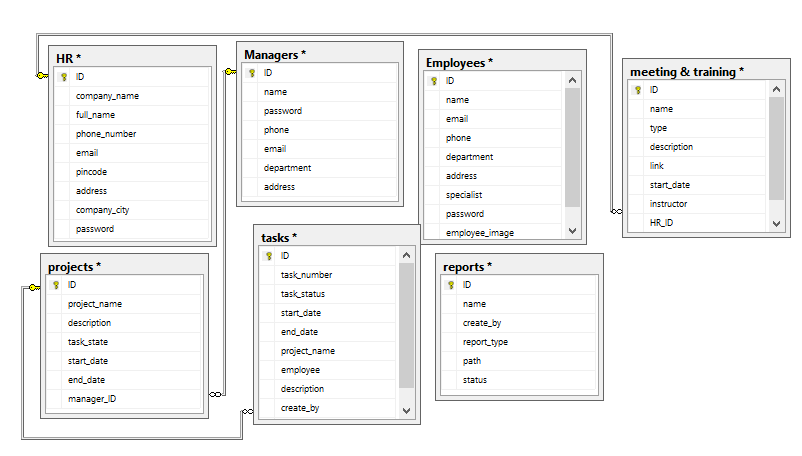 HR *
ID
company_name
full_name
phone_number
email
pincode
address
company_city
password
Managers *
ID
name
password
phone
email
department
address
Employees *
ID
name
email
phone
department
address
specialist
password
employee_image
meeting & training *
ID
name
type
description
link
start_date
instructor
HR_ID
projects *
ID
project_name
description
task_state
start_date
end_date
manager_ID
tasks *
ID
task_number
task_status
start_date
end_date
project_name
employee
description
create_by
reports *
ID
name
create_by
report_type
path
status